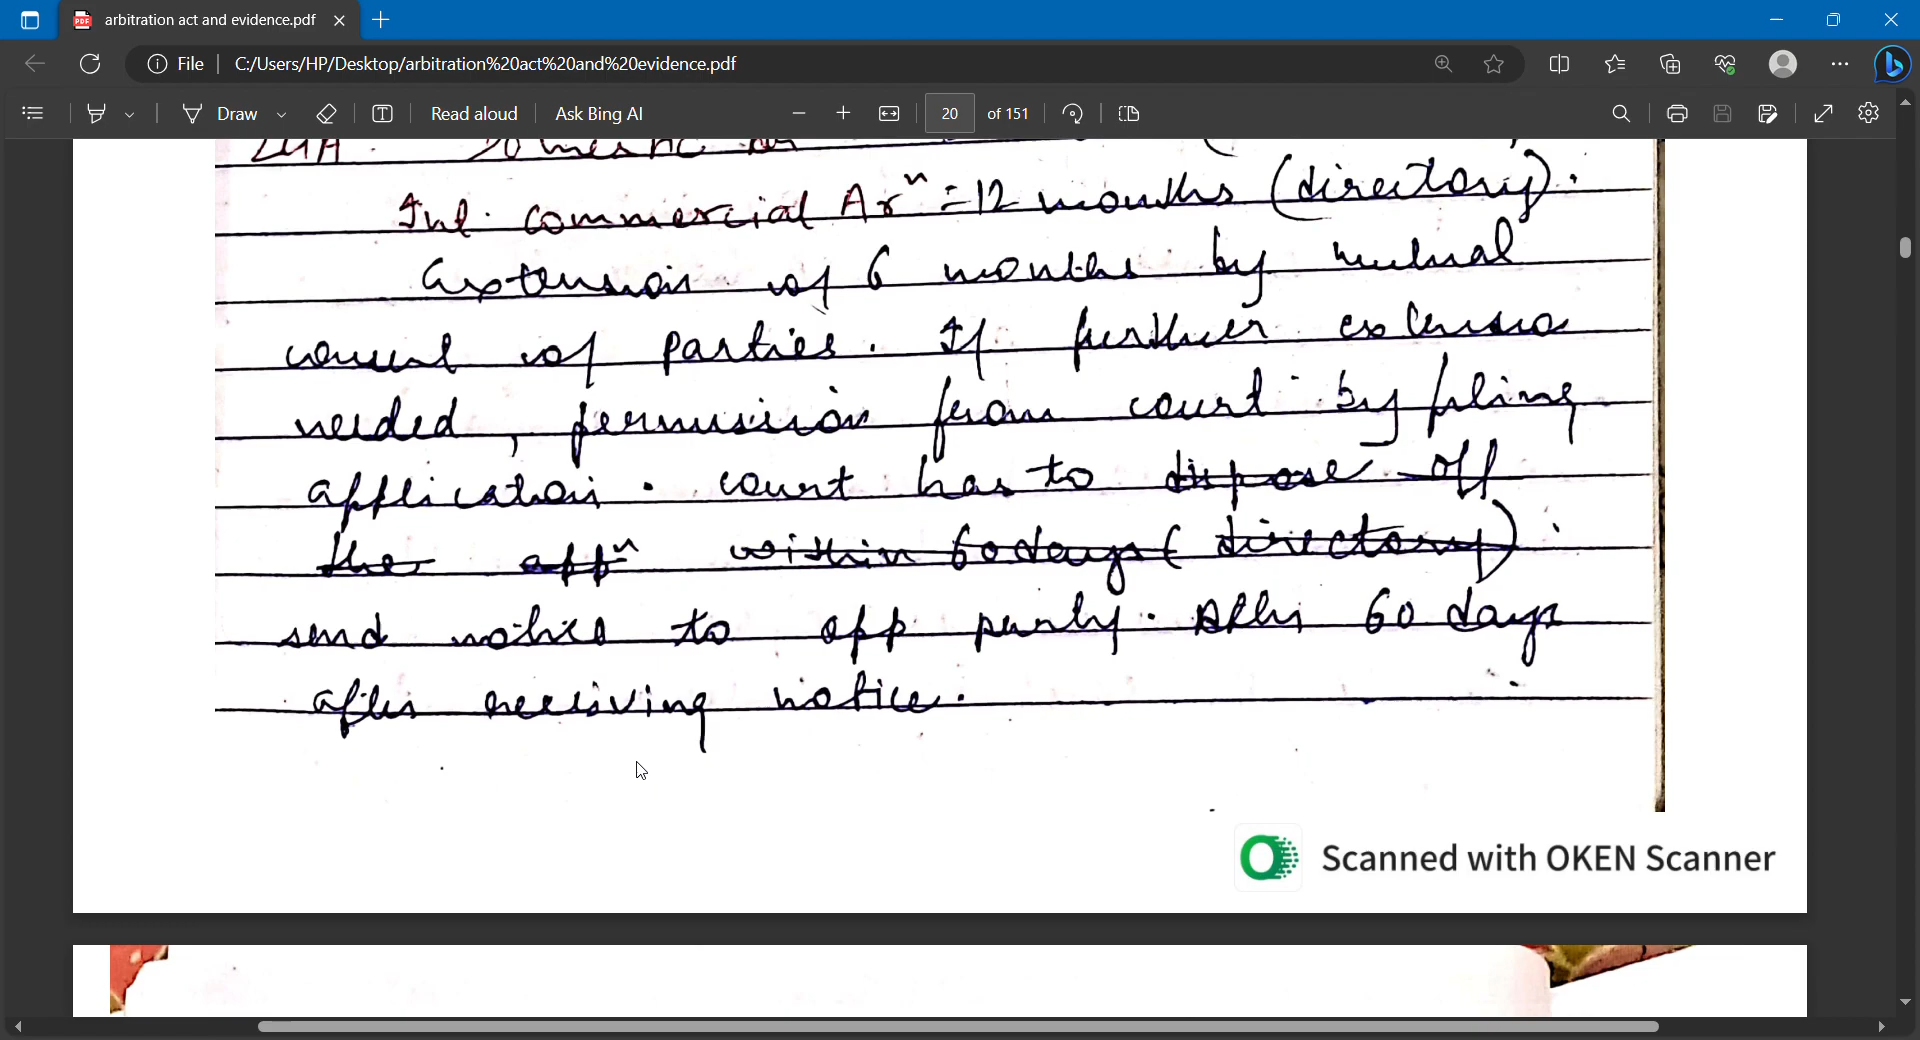 arbitration act and evidence.pdf
File C:/Users/HP/Desktop/arbitration%20act%20and%20evidence.pdf
Draw Read aloud Ask Bing AI 20 of 151
29A. Domestic
Int. commercial Arⁿ = 12 months (directory).
Extension of 6 months by mutual
consent of parties. If further extension
needed, permission from court by filing
application. court has to dispose off
the appⁿ within 60 days (directory)
send notice to opp party. 60 days
after receiving notice.
Scanned with OKEN Scanner